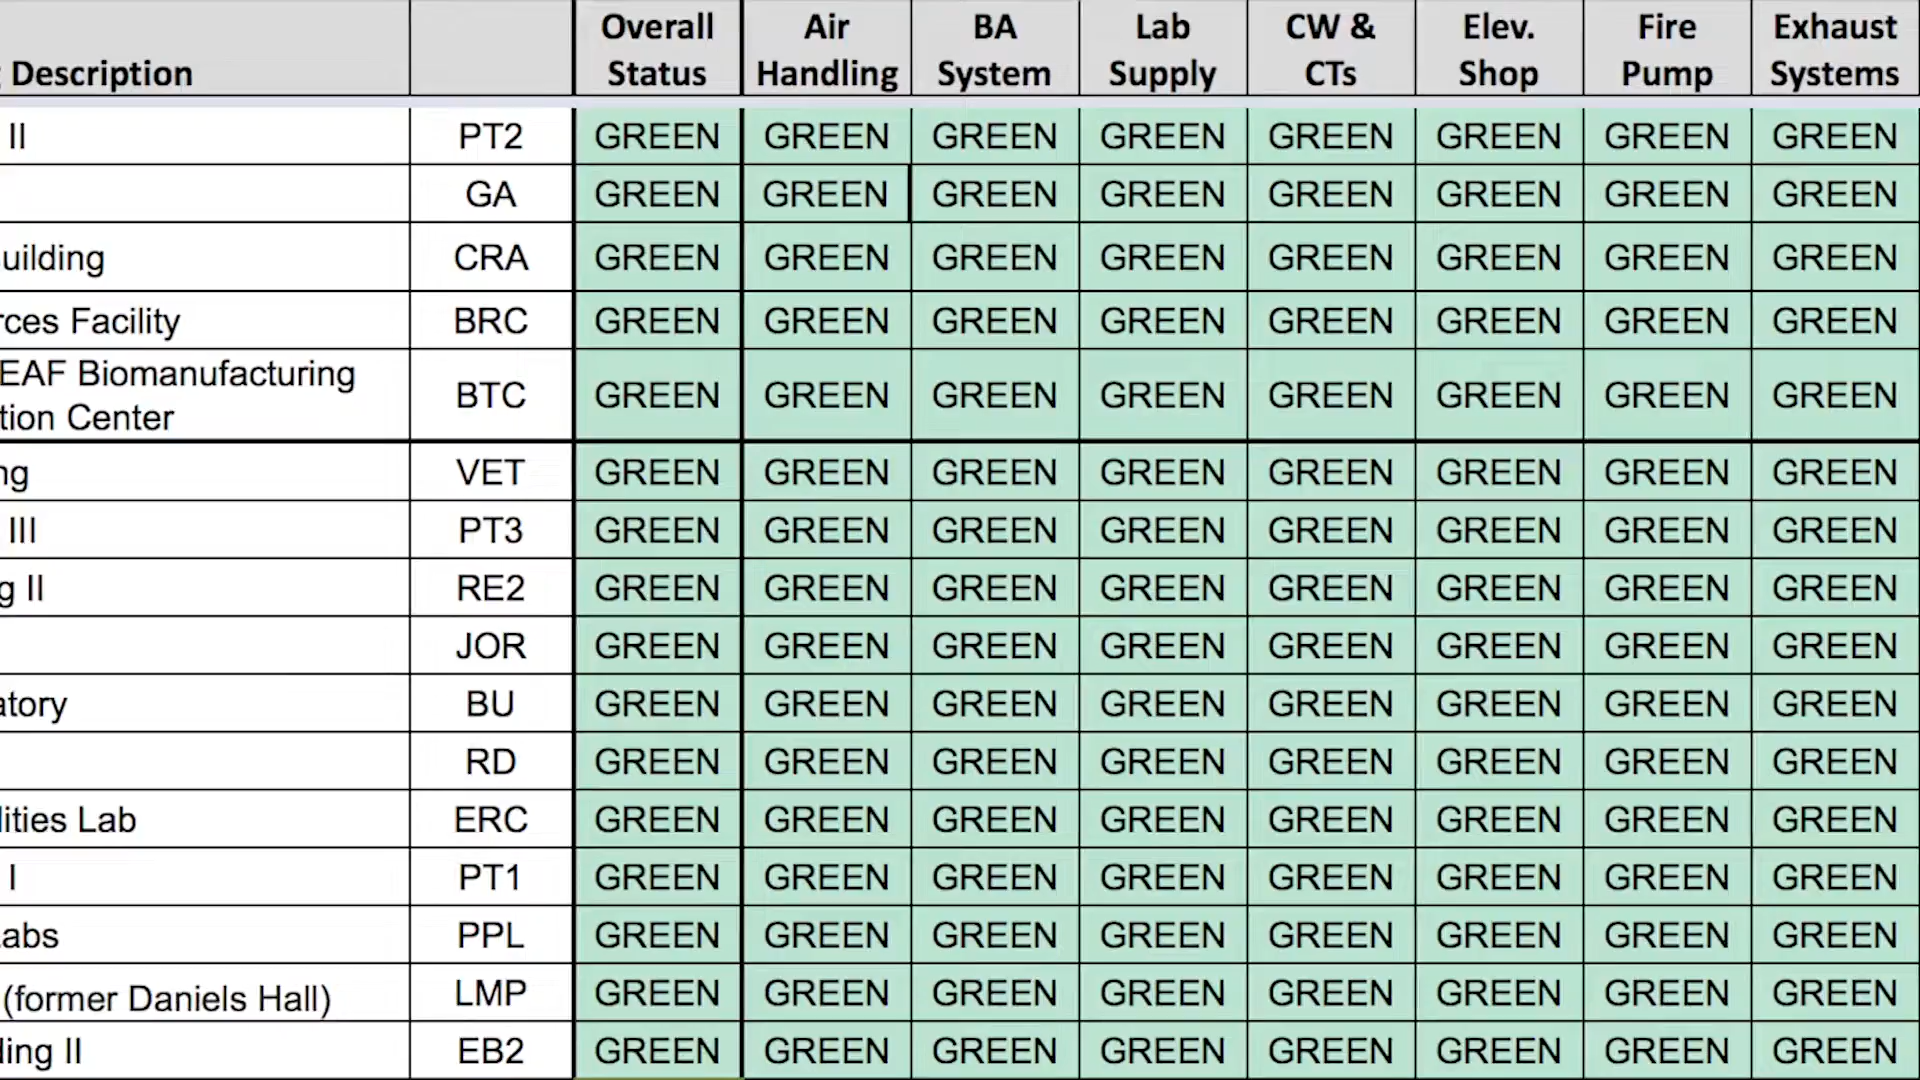 Description Overall Status Air Handling BA System Lab Supply CW & CTs Elev. Shop Fire Pump Exhaust Systems
II PT2 GREEN GREEN GREEN GREEN GREEN GREEN GREEN GREEN
GA GREEN GREEN GREEN GREEN GREEN GREEN GREEN GREEN
uilding CRA GREEN GREEN GREEN GREEN GREEN GREEN GREEN GREEN
rces Facility BRC GREEN GREEN GREEN GREEN GREEN GREEN GREEN GREEN
EAF Biomanufacturing
tion Center BTC GREEN GREEN GREEN GREEN GREEN GREEN GREEN GREEN
ng VET GREEN GREEN GREEN GREEN GREEN GREEN GREEN GREEN
III PT3 GREEN GREEN GREEN GREEN GREEN GREEN GREEN GREEN
g II RE2 GREEN GREEN GREEN GREEN GREEN GREEN GREEN GREEN
JOR GREEN GREEN GREEN GREEN GREEN GREEN GREEN GREEN
atory BU GREEN GREEN GREEN GREEN GREEN GREEN GREEN GREEN
RD GREEN GREEN GREEN GREEN GREEN GREEN GREEN GREEN
lities Lab ERC GREEN GREEN GREEN GREEN GREEN GREEN GREEN GREEN
I PT1 GREEN GREEN GREEN GREEN GREEN GREEN GREEN GREEN
Labs PPL GREEN GREEN GREEN GREEN GREEN GREEN GREEN GREEN
(former Daniels Hall) LMP GREEN GREEN GREEN GREEN GREEN GREEN GREEN GREEN
ding II EB2 GREEN GREEN GREEN GREEN GREEN GREEN GREEN GREEN